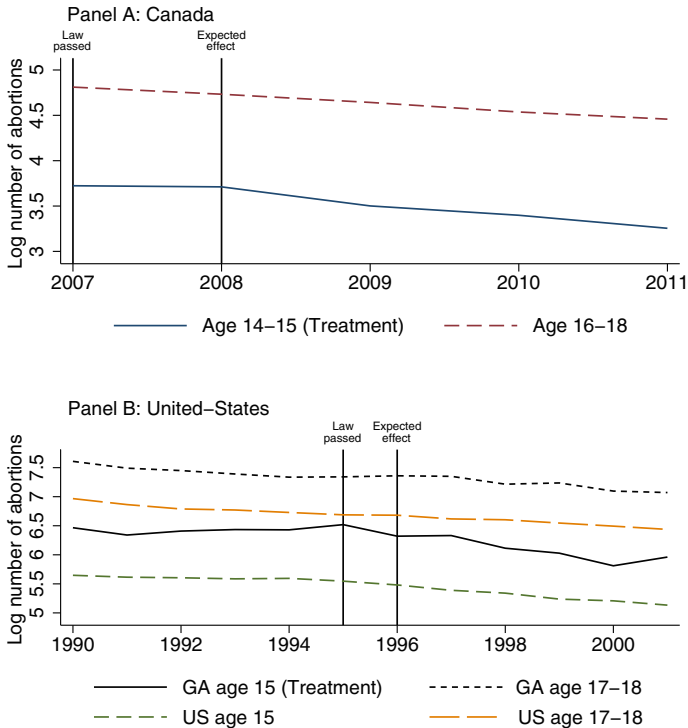 Panel A: Canada
Law
passed
Expected
effect
Log number of abortions
5
4.5
4
3.5
3
2007 2008 2009 2010 2011
Age 14−15 (Treatment) Age 16−18
Panel B: United−States
Law
passed
Expected
effect
Log number of abortions
7.5
7
6.5
6
5.5
5
1990 1992 1994 1996 1998 2000
GA age 15 (Treatment) GA age 17−18
US age 15 US age 17−18